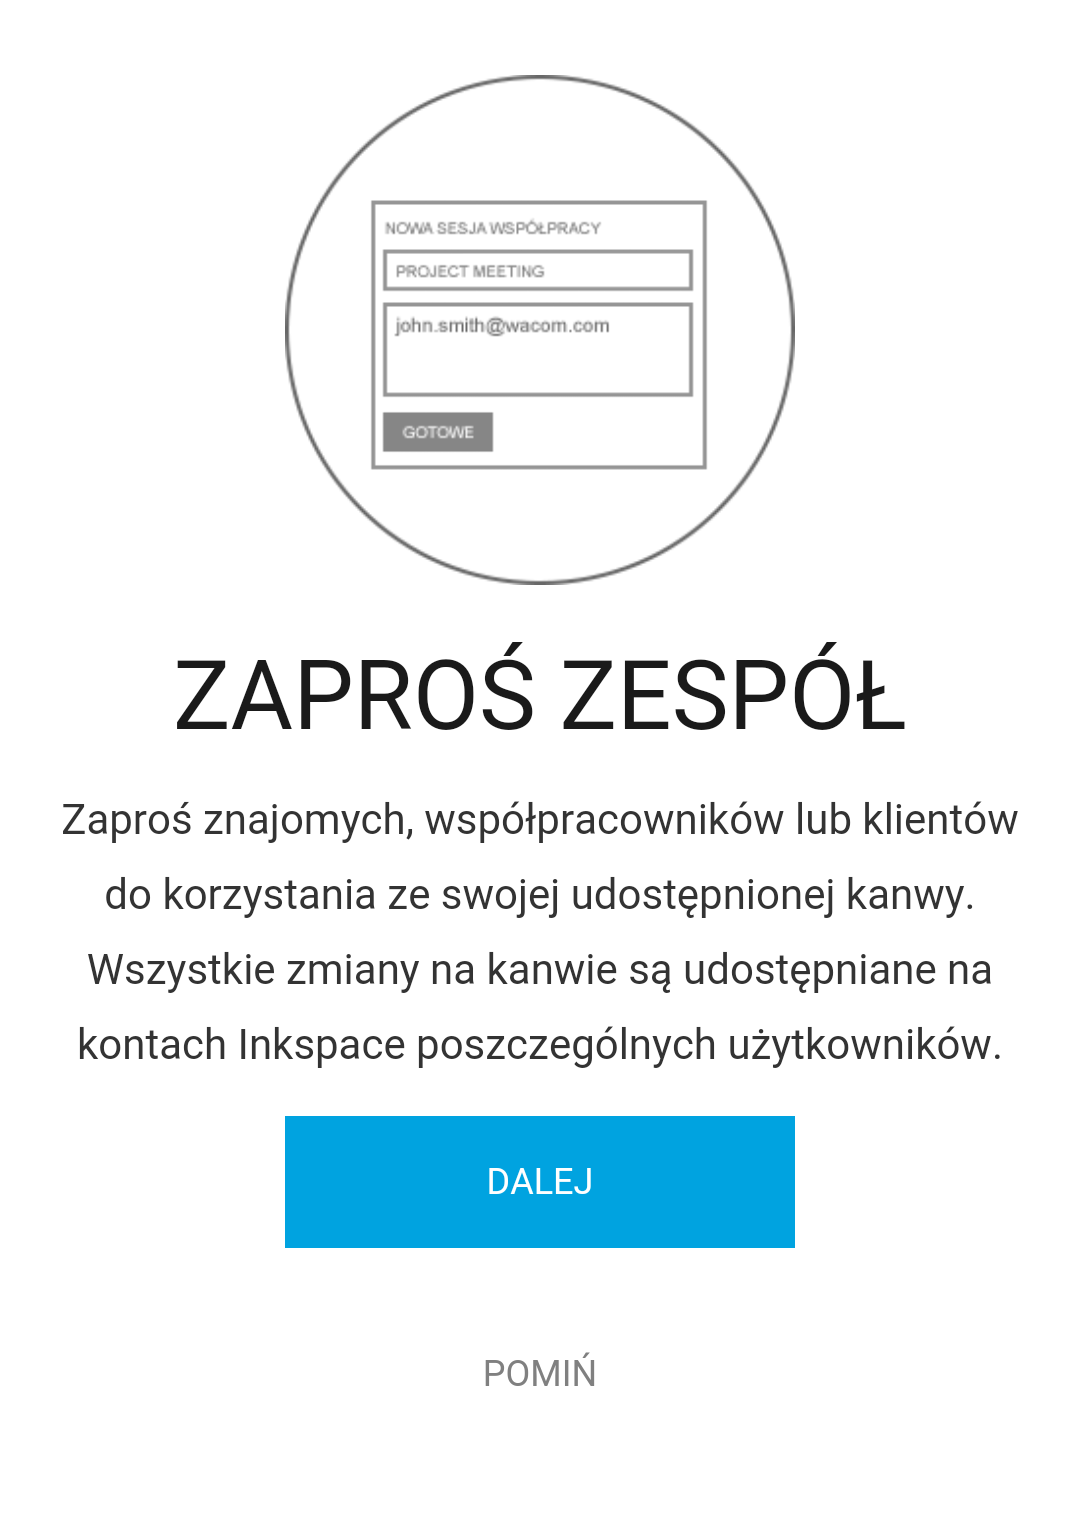 NOWA SESJA WSPÓŁPRACY
PROJECT MEETING
john.smith@wacom.com
GOTOWE
ZAPROŚ ZESPÓŁ
Zaproś znajomych, współpracowników lub klientów
do korzystania ze swojej udostępnionej kanwy.
Wszystkie zmiany na kanwie są udostępniane na
kontach Inkspace poszczególnych użytkowników.
DALEJ
POMIŃ